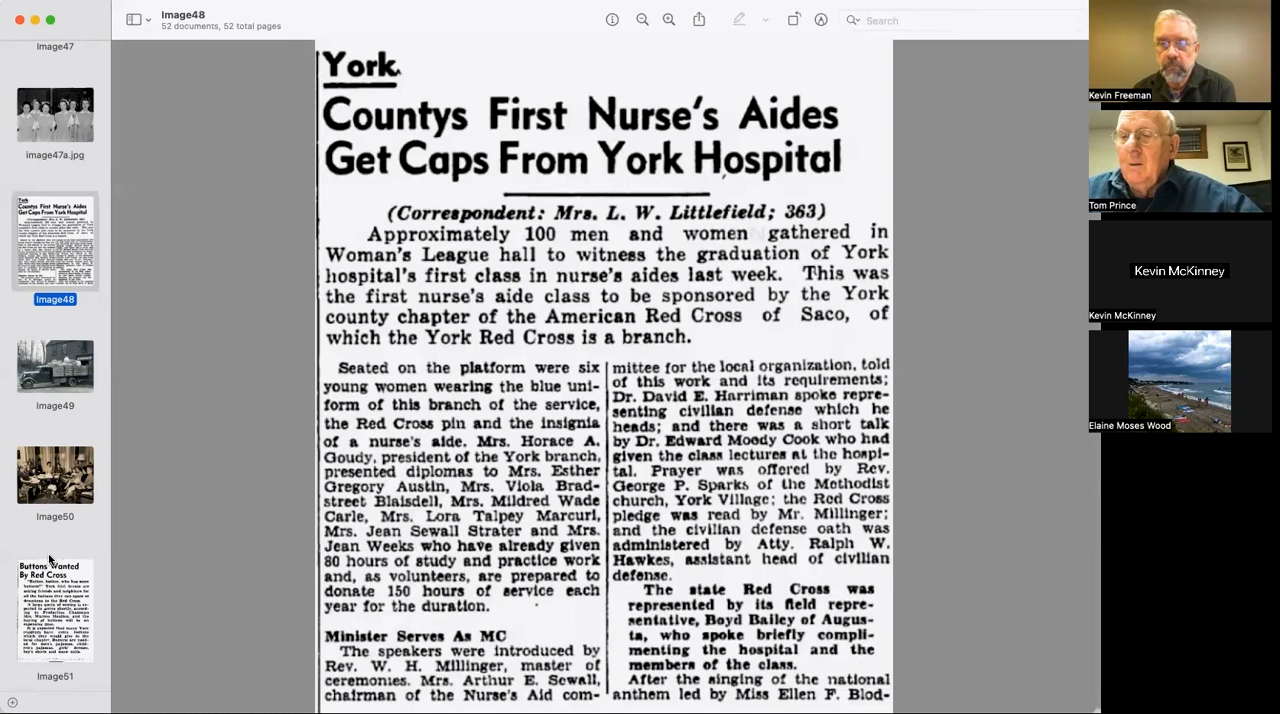 Image48
52 documents, 52 total pages
Search
Image47
image47a.jpg
Countys First Nurse's Aides
Get Caps From York Hospital
Image48
Image49
Image50
Buttons Wanted
By Red Cross
Image51
York
Countys First Nurse's Aides
Get Caps From York Hospital
(Correspondent: Mrs. L. W. Littlefield; 363)
Approximately 100 men and women gathered in
Woman's League hall to witness the graduation of York
hospital's first class in nurse's aides last week. This was
the first nurse's aide class to be sponsored by the York
county chapter of the American Red Cross of Saco, of
which the York Red Cross is a branch.
Seated on the platform were six
young women wearing the blue uni-
form of this branch of the service,
the Red Cross pin and the insignia
of a nurse's aide. Mrs. Horace A.
Goudy, president of the York branch,
presented diplomas to Mrs. Esther
Gregory Austin, Mrs. Viola Brad-
street Blaisdell, Mrs. Mildred Wade
Carle, Mrs. Lora Talpey Marcuri,
Mrs. Jean Sewall Strater and Mrs.
Jean Weeks who have already given
80 hours of study and practice work
and, as volunteers, are prepared to
donate 150 hours of service each
year for the duration.
Minister Serves As MC
The speakers were introduced by
Rev. W. H. Millinger, master of
ceremonies. Mrs. Arthur E. Sewall,
chairman of the Nurse's Aid com-
mittee for the local organization, told
of this work and its requirements;
Dr. David E. Harriman spoke repre-
senting civilian defense which he
heads; and there was a short talk
by Dr. Edward Moody Cook who had
given the class lectures at the hospi-
tal. Prayer was offered by Rev.
George P. Sparks of the Methodist
church, York Village; the Red Cross
pledge was read by Mr. Millinger;
and the civilian defense oath was
administered by Atty. Ralph W.
Hawkes, assistant head of civilian
defense.
The state Red Cross was
represented by its field repre-
sentative, Boyd Bailey of Augus-
ta, who spoke briefly compli-
menting the hospital and the
members of the class.
After the singing of the national
anthem led by Miss Ellen F. Blod-
Kevin Freeman
Tom Prince
Kevin McKinney
Kevin McKinney
Elaine Moses Wood